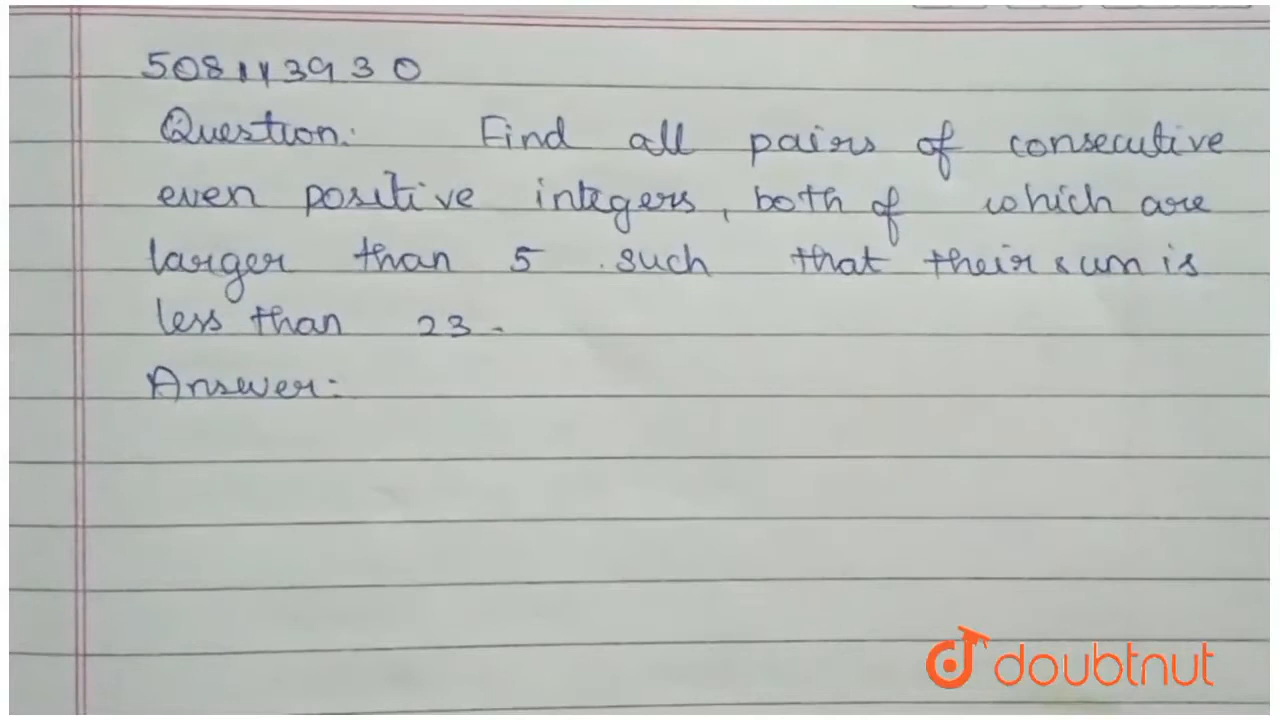 508113930
Question: Find all pairs of consecutive
even positive integers, both of which are
larger than 5 such that their sum is
less than 23.
Answer:
doubtnut